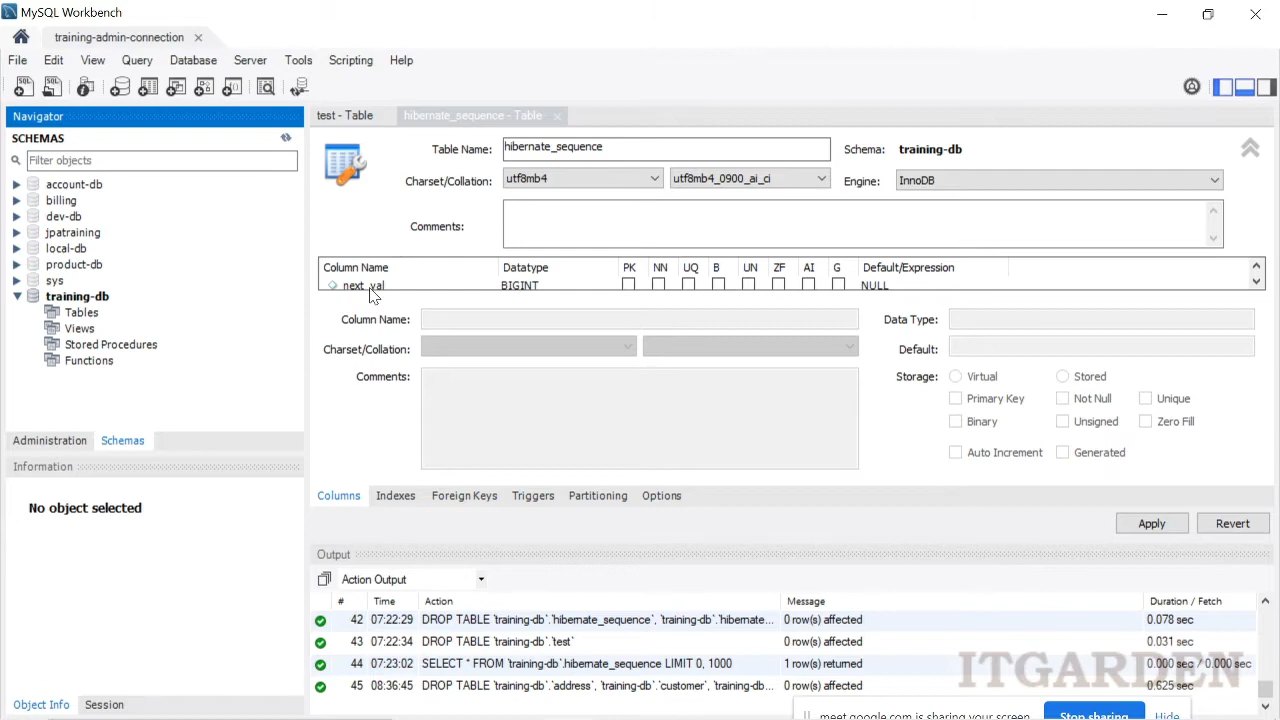 MySQL Workbench
training-admin-connection
File Edit View Query Database Server Tools Scripting Help
Navigator
SCHEMAS
Filter objects
account-db
billing
dev-db
jpatraining
local-db
product-db
sys
training-db
Tables
Views
Stored Procedures
Functions
Administration Schemas
Information
No object selected
Object Info Session
test - Table hibernate_sequence - Table
Table Name: hibernate_sequence Schema: training-db
Charset/Collation: utf8mb4 utf8mb4_0900_ai_ci Engine: InnoDB
Comments:
Column Name Datatype PK NN UQ B UN ZF AI G Default/Expression
next_val BIGINT NULL
Column Name: Data Type:
Charset/Collation: Default:
Comments: Storage: Virtual Stored
Primary Key Not Null Unique
Binary Unsigned Zero Fill
Auto Increment Generated
Columns Indexes Foreign Keys Triggers Partitioning Options
Apply Revert
Output
Action Output
# Time Action Message Duration / Fetch
42 07:22:29 DROP TABLE `training-db`.`hibernate_sequence`, `training-db`.`hibernate... 0 row(s) affected 0.078 sec
43 07:22:34 DROP TABLE `training-db`.`test` 0 row(s) affected 0.031 sec
44 07:23:02 SELECT * FROM `training-db`.hibernate_sequence LIMIT 0, 1000 1 row(s) returned 0.000 sec / 0.000 sec
45 08:36:45 DROP TABLE `training-db`.`address`, `training-db`.`customer`, `training-db... 0 row(s) affected 0.625 sec
ITGARDEN
meet.google.com is sharing your screen. Stop sharing Hide